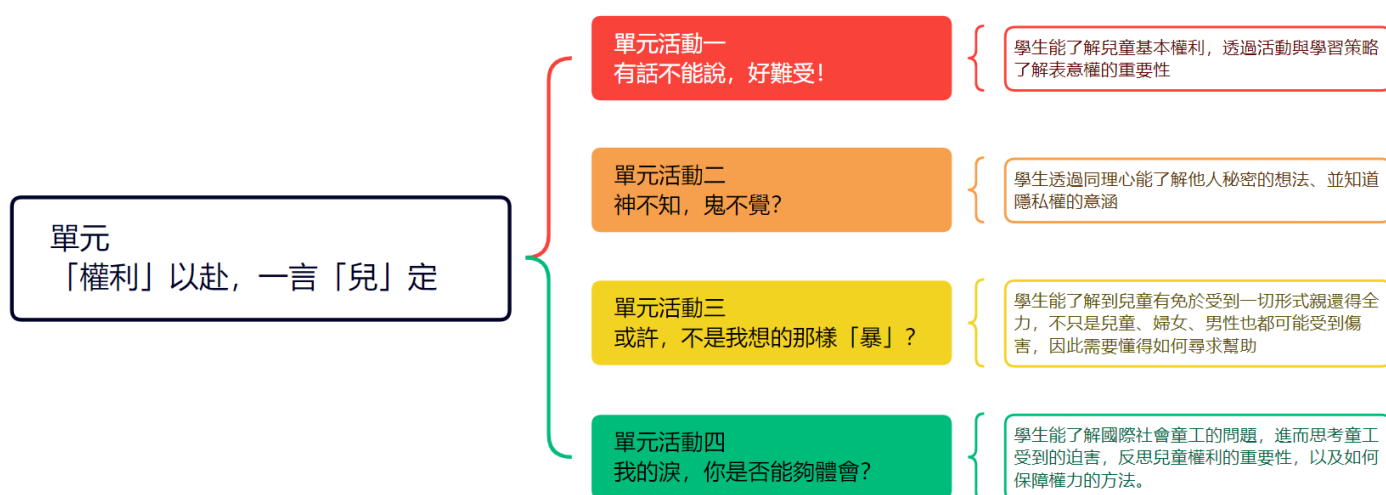 單元
「權利」以赴，一言「兒」定
單元活動一
有話不能說，好難受！
學生能了解兒童基本權利，透過活動與學習策略
了解表意權的重要性
單元活動二
神不知，鬼不覺？
學生透過同理心能了解他人秘密的想法、並知道
隱私權的意涵
單元活動三
或許，不是我想的那樣「暴」？
學生能了解到兒童有免於受到一切形式親還得全
力，不只是兒童、婦女、男性也都可能受到傷
害，因此需要懂得如何尋求幫助
單元活動四
我的淚，你是否能夠體會？
學生能了解國際社會童工的問題，進而思考童工
受到的迫害，反思兒童權利的重要性，以及如何
保障權力的方法。